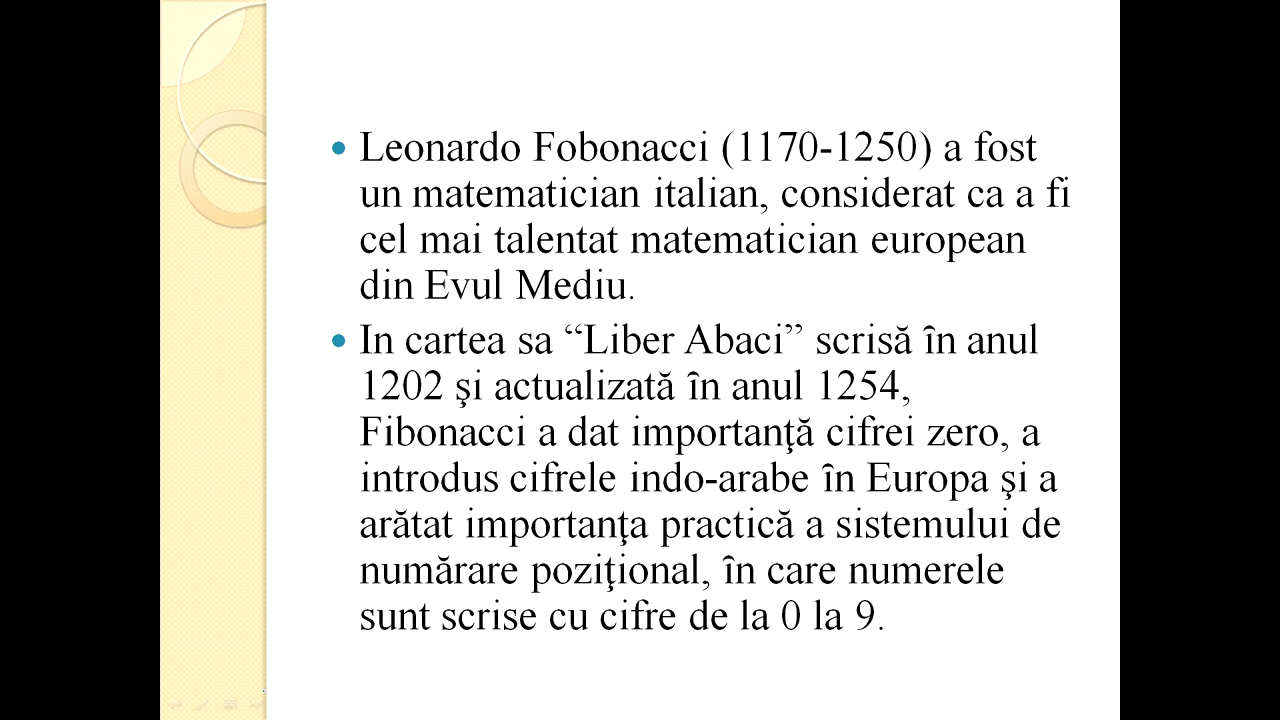 • Leonardo Fobonacci (1170-1250) a fost
un matematician italian, considerat ca a fi
cel mai talentat matematician european
din Evul Mediu.
• In cartea sa “Liber Abaci” scrisă în anul
1202 şi actualizată în anul 1254,
Fibonacci a dat importanţă cifrei zero, a
introdus cifrele indo-arabe în Europa şi a
arătat importanţa practică a sistemului de
numărare poziţional, în care numerele
sunt scrise cu cifre de la 0 la 9.